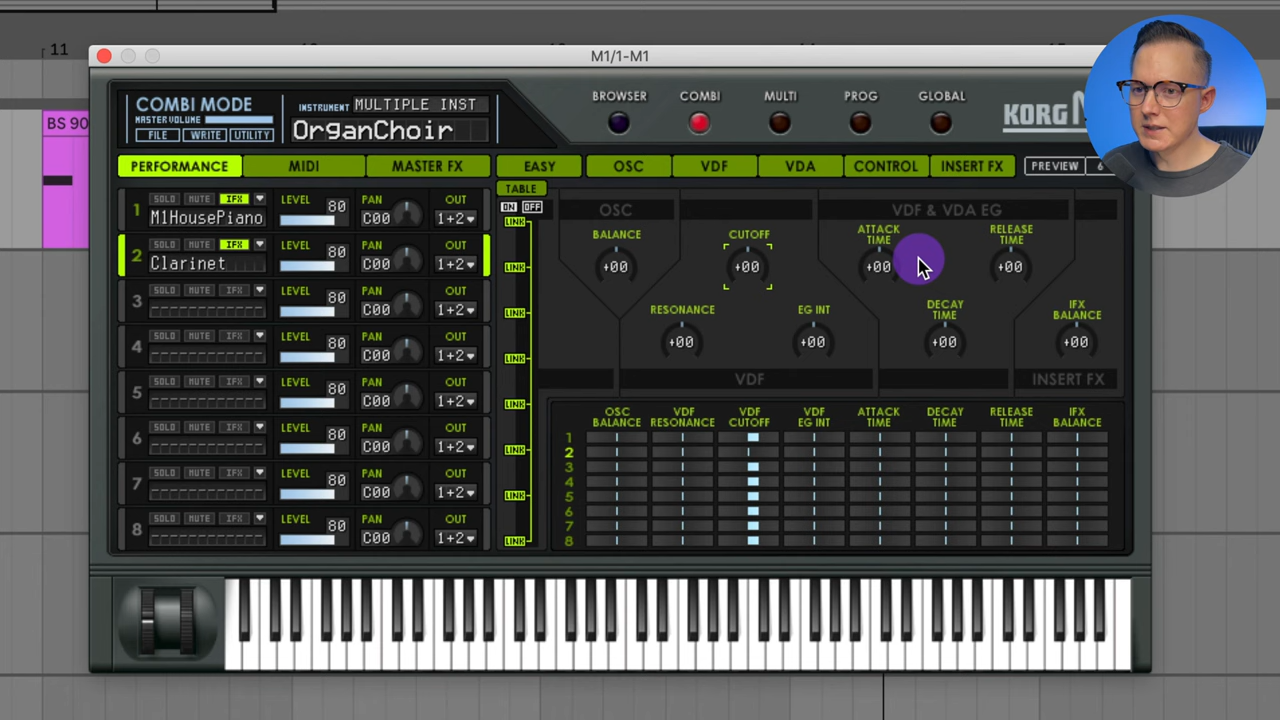 11
M1/1-M1
COMBI MODE
MASTER VOLUME
FILE WRITE UTILITY
INSTRUMENT MULTIPLE INST
OrganChoir
BROWSER COMBI MULTI PROG GLOBAL
KORG
BS 90
PERFORMANCE MIDI MASTER FX EASY OSC VDF VDA CONTROL INSERT FX PREVIEW
TABLE
ON OFF
1 SOLO MUTE IFX LEVEL 80 PAN C00 OUT 1+2
M1HousePiano
2 SOLO MUTE IFX LEVEL 80 PAN C00 OUT 1+2
Clarinet
3 SOLO MUTE IFX LEVEL 80 PAN C00 OUT 1+2
4 SOLO MUTE IFX LEVEL 80 PAN C00 OUT 1+2
5 SOLO MUTE IFX LEVEL 80 PAN C00 OUT 1+2
6 SOLO MUTE IFX LEVEL 80 PAN C00 OUT 1+2
7 SOLO MUTE IFX LEVEL 80 PAN C00 OUT 1+2
8 SOLO MUTE IFX LEVEL 80 PAN C00 OUT 1+2
LINK
LINK
LINK
LINK
LINK
LINK
LINK
LINK
OSC VDF & VDA EG
BALANCE CUTOFF ATTACK TIME RELEASE TIME
+00 +00 +00 +00
RESONANCE EG INT DECAY TIME IFX BALANCE
+00 +00 +00 +00
VDF INSERT FX
OSC VDF VDF VDF ATTACK DECAY RELEASE IFX
BALANCE RESONANCE CUTOFF EG INT TIME TIME TIME BALANCE
1
2
3
4
5
6
7
8